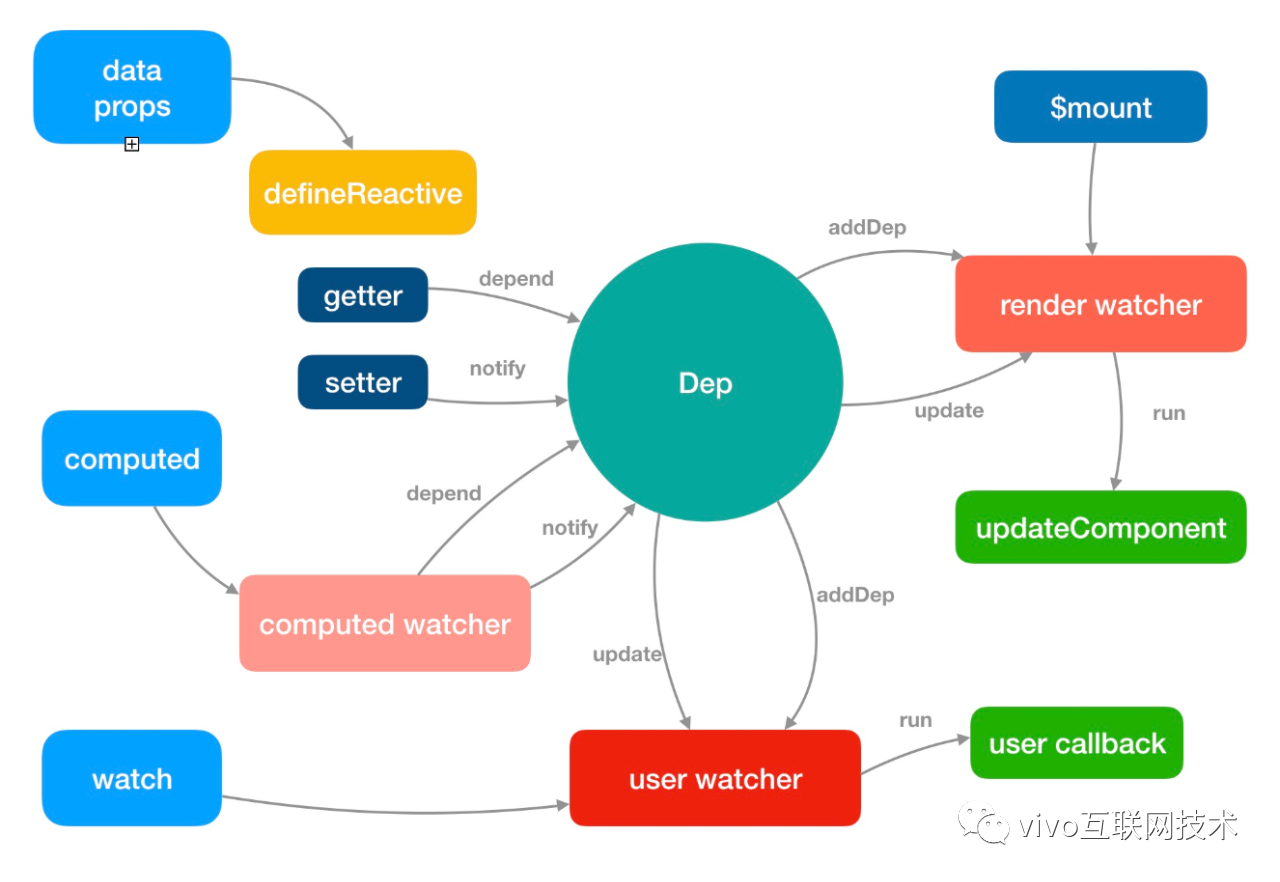 data
props
$mount
defineReactive
addDep
getter
depend
render watcher
setter
notify
Dep
update
run
computed
depend
notify
updateComponent
computed watcher
addDep
update
watch
user watcher
run
user callback
vivo互联网技术